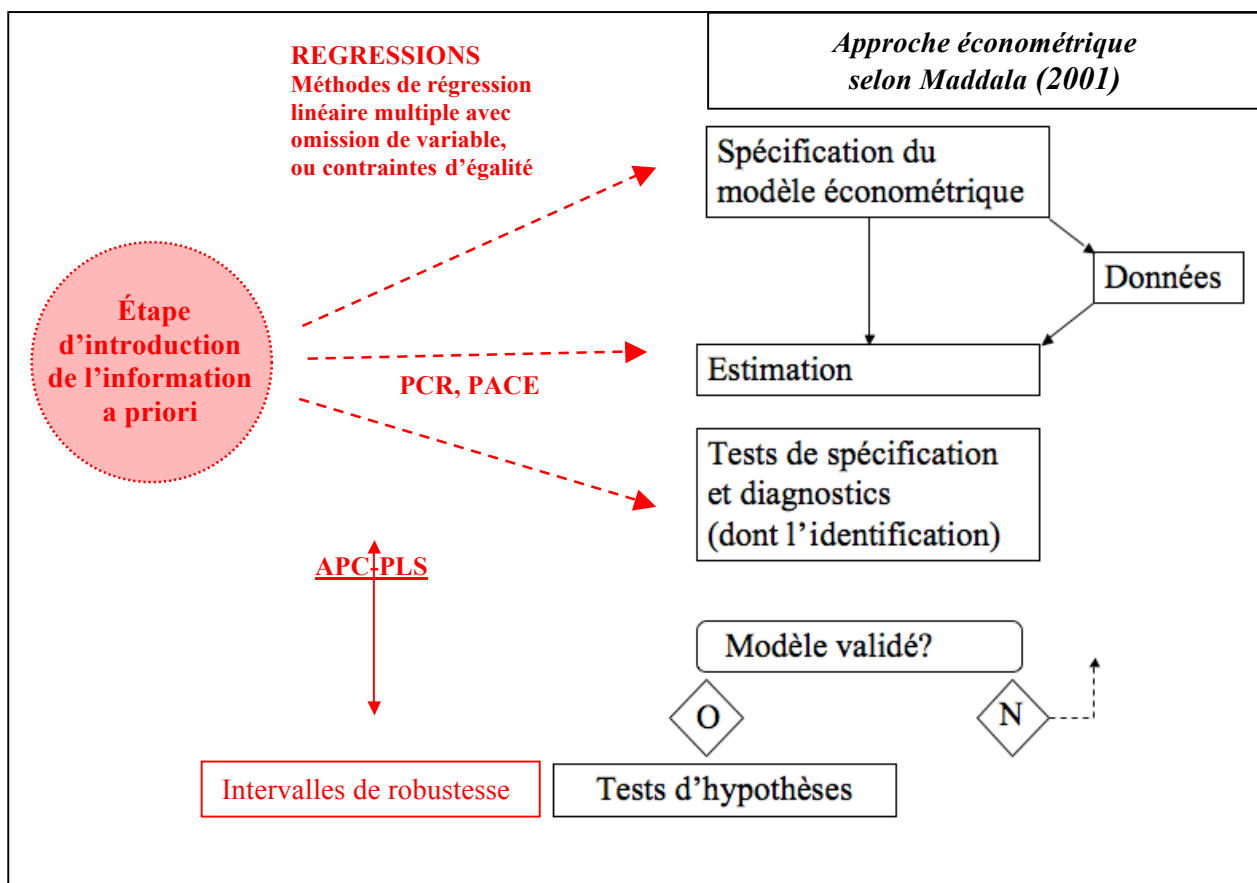 REGRESSIONS
Méthodes de régression
linéaire multiple avec
omission de variable,
ou contraintes d’égalité
Approche économétrique
selon Maddala (2001)
Spécification du
modèle économétrique
Données
Étape
d’introduction
de l’information
a priori
PCR, PACE
Estimation
Tests de spécification
et diagnostics
(dont l’identification)
APC-PLS
Modèle validé?
O
N
Intervalles de robustesse
Tests d’hypothèses